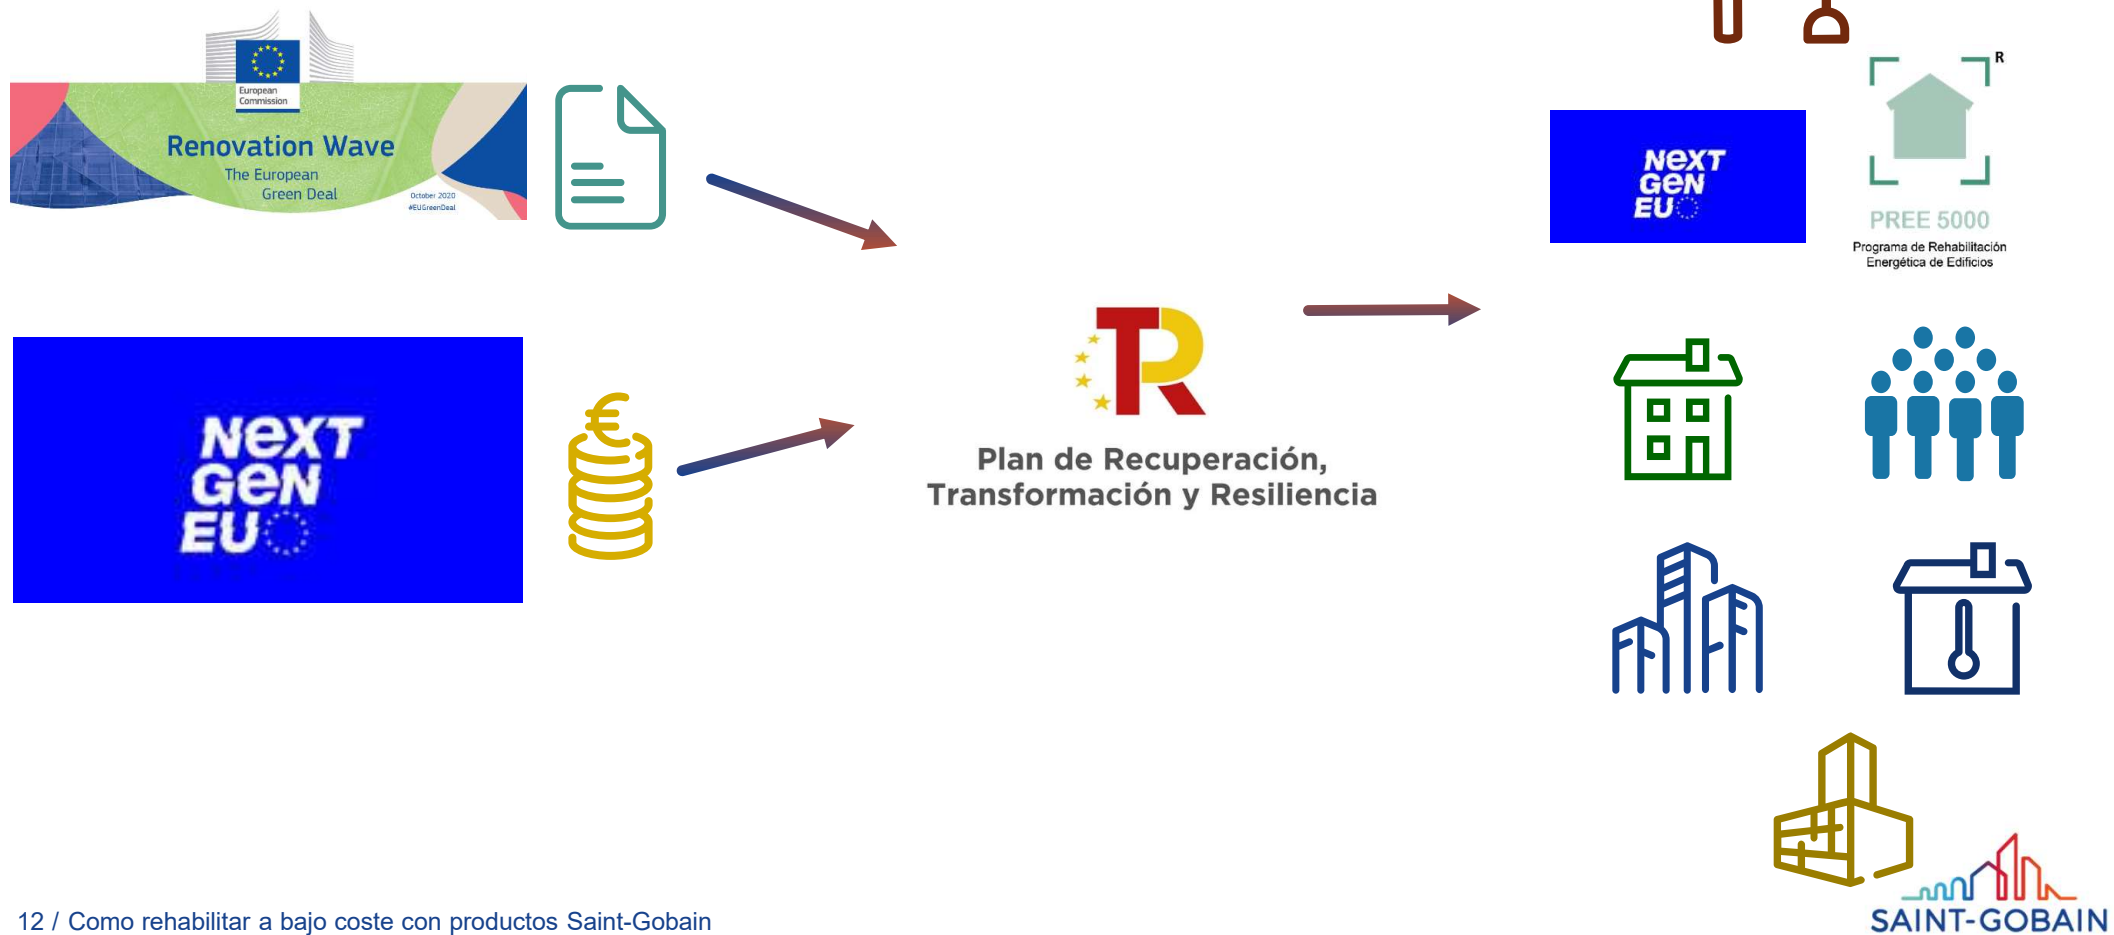 European
Commission
Renovation Wave
The European
Green Deal
October 2020
#EUGreenDeal
NEXT
GEN
EU
Plan de Recuperación,
Transformación y Resiliencia
NEXT
GEN
EU
R
PREE 5000
Programa de Rehabilitación
Energética de Edificios
12 / Como rehabilitar a bajo coste con productos Saint-Gobain
SAINT-GOBAIN